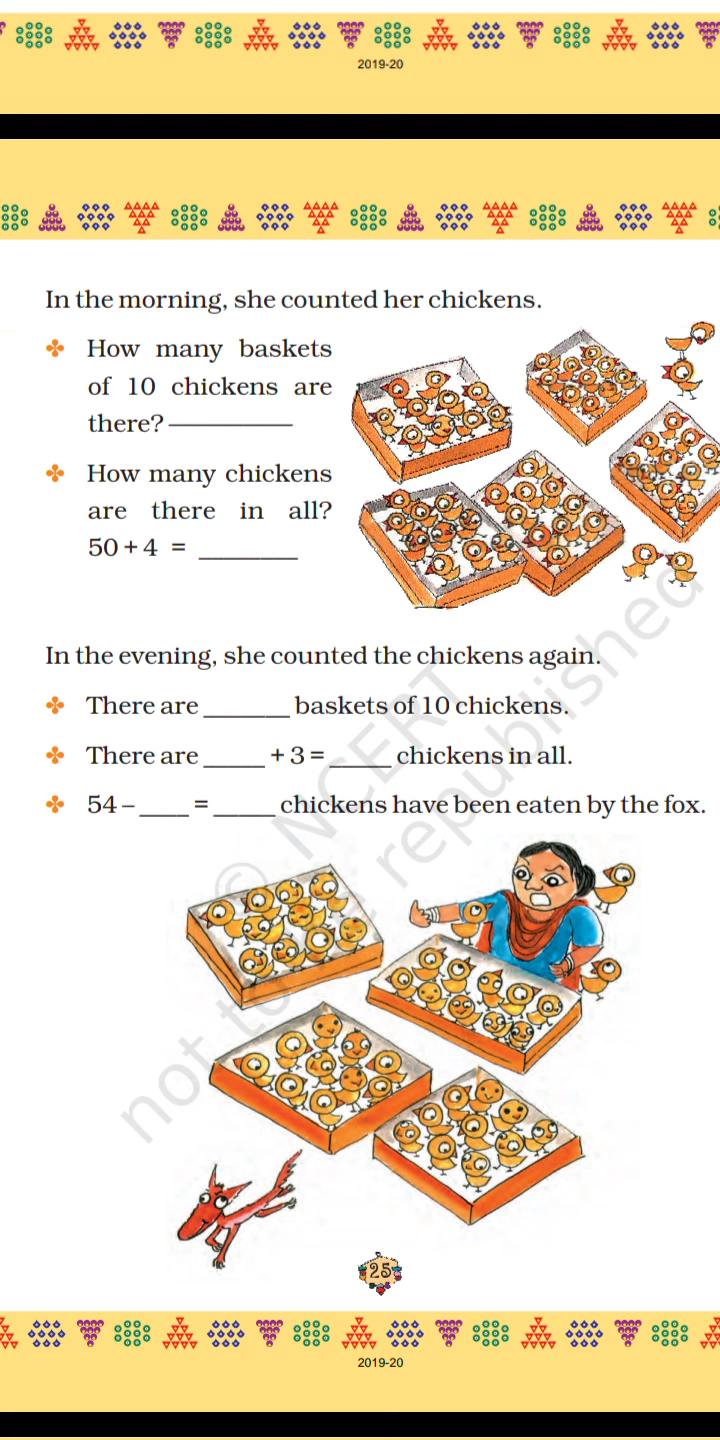 2019-20
In the morning, she counted her chickens.
How many baskets
of 10 chickens are
there? ________
How many chickens
are there in all?
50 + 4 = ________
In the evening, she counted the chickens again.
There are ______ baskets of 10 chickens.
There are _____ + 3 = _____ chickens in all.
54 – ____ = _____ chickens have been eaten by the fox.
© NCERT
not to be republished
25
2019-20